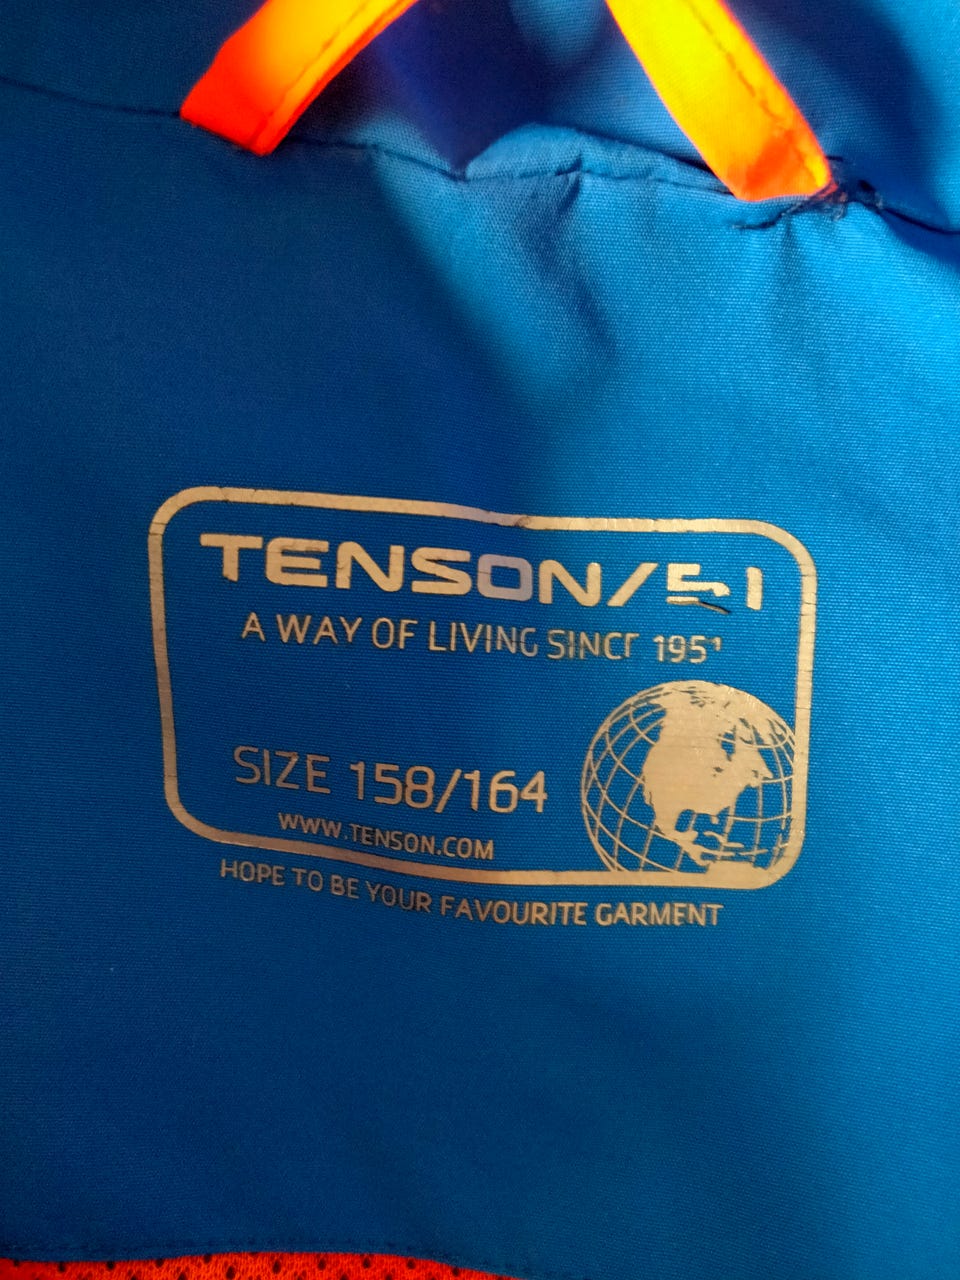 TENSON/51
A WAY OF LIVING SINCE 1951
SIZE 158/164
WWW.TENSON.COM
HOPE TO BE YOUR FAVOURITE GARMENT